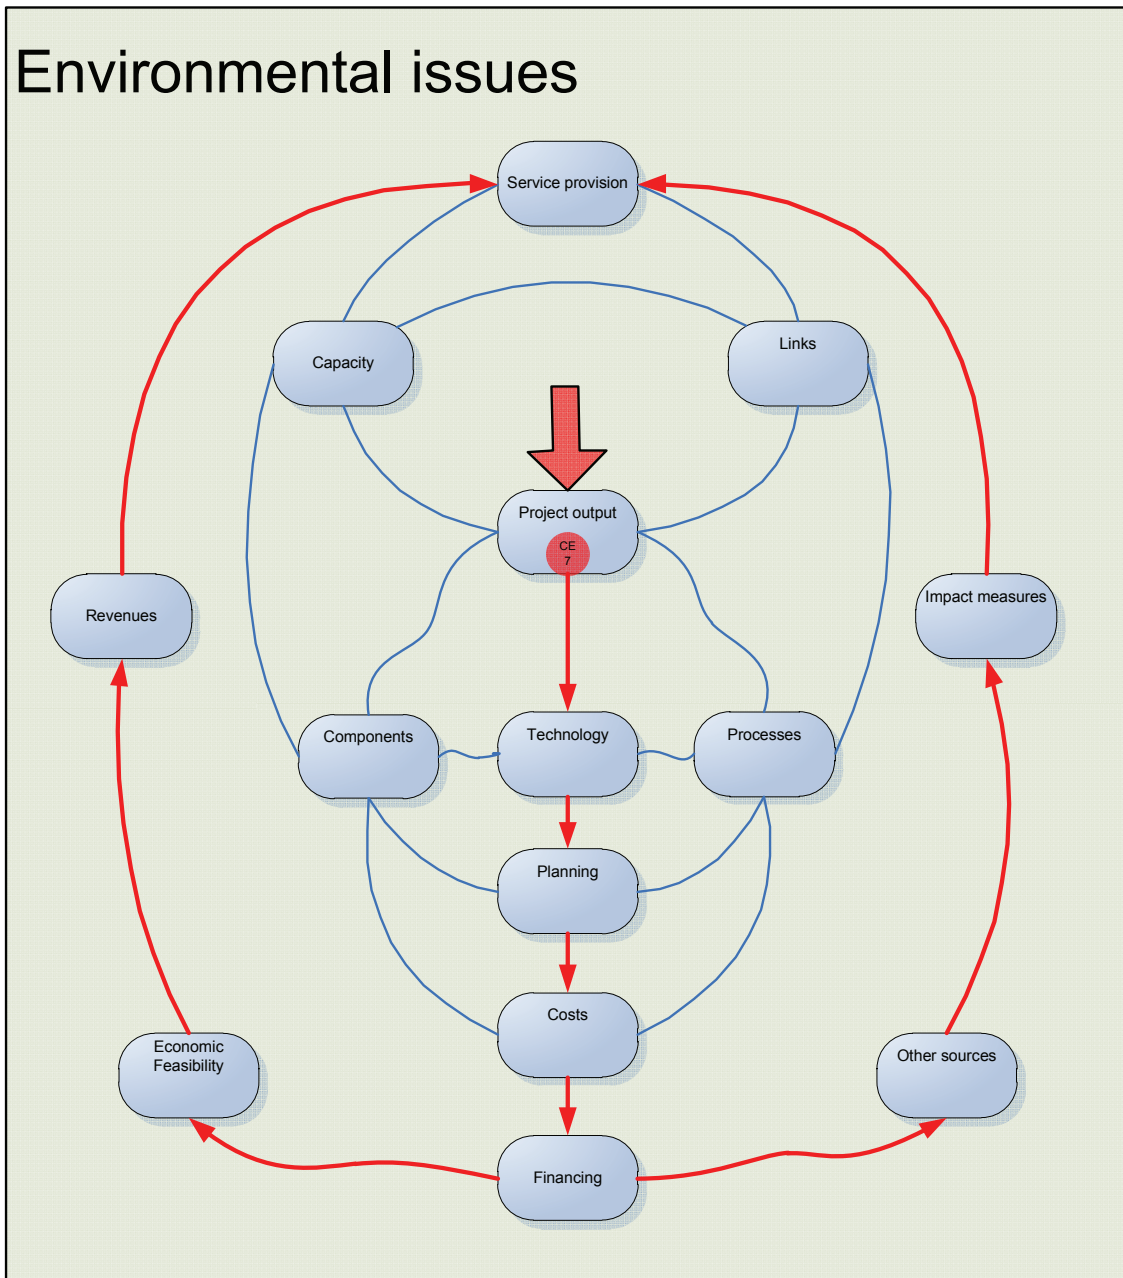 Environmental issues
Service provision
Capacity
Links
Project output
CE
7
Revenues
Impact measures
Components
Technology
Processes
Planning
Costs
Economic
Feasibility
Other sources
Financing